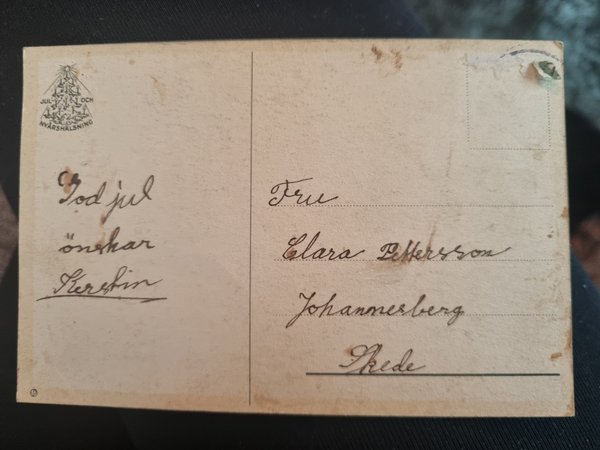 JUL- OCH
NYÅRSHÄLSNING
God jul
önskar
Kerstin
Fru
Clara Pettersson
Johannesberg
Skede